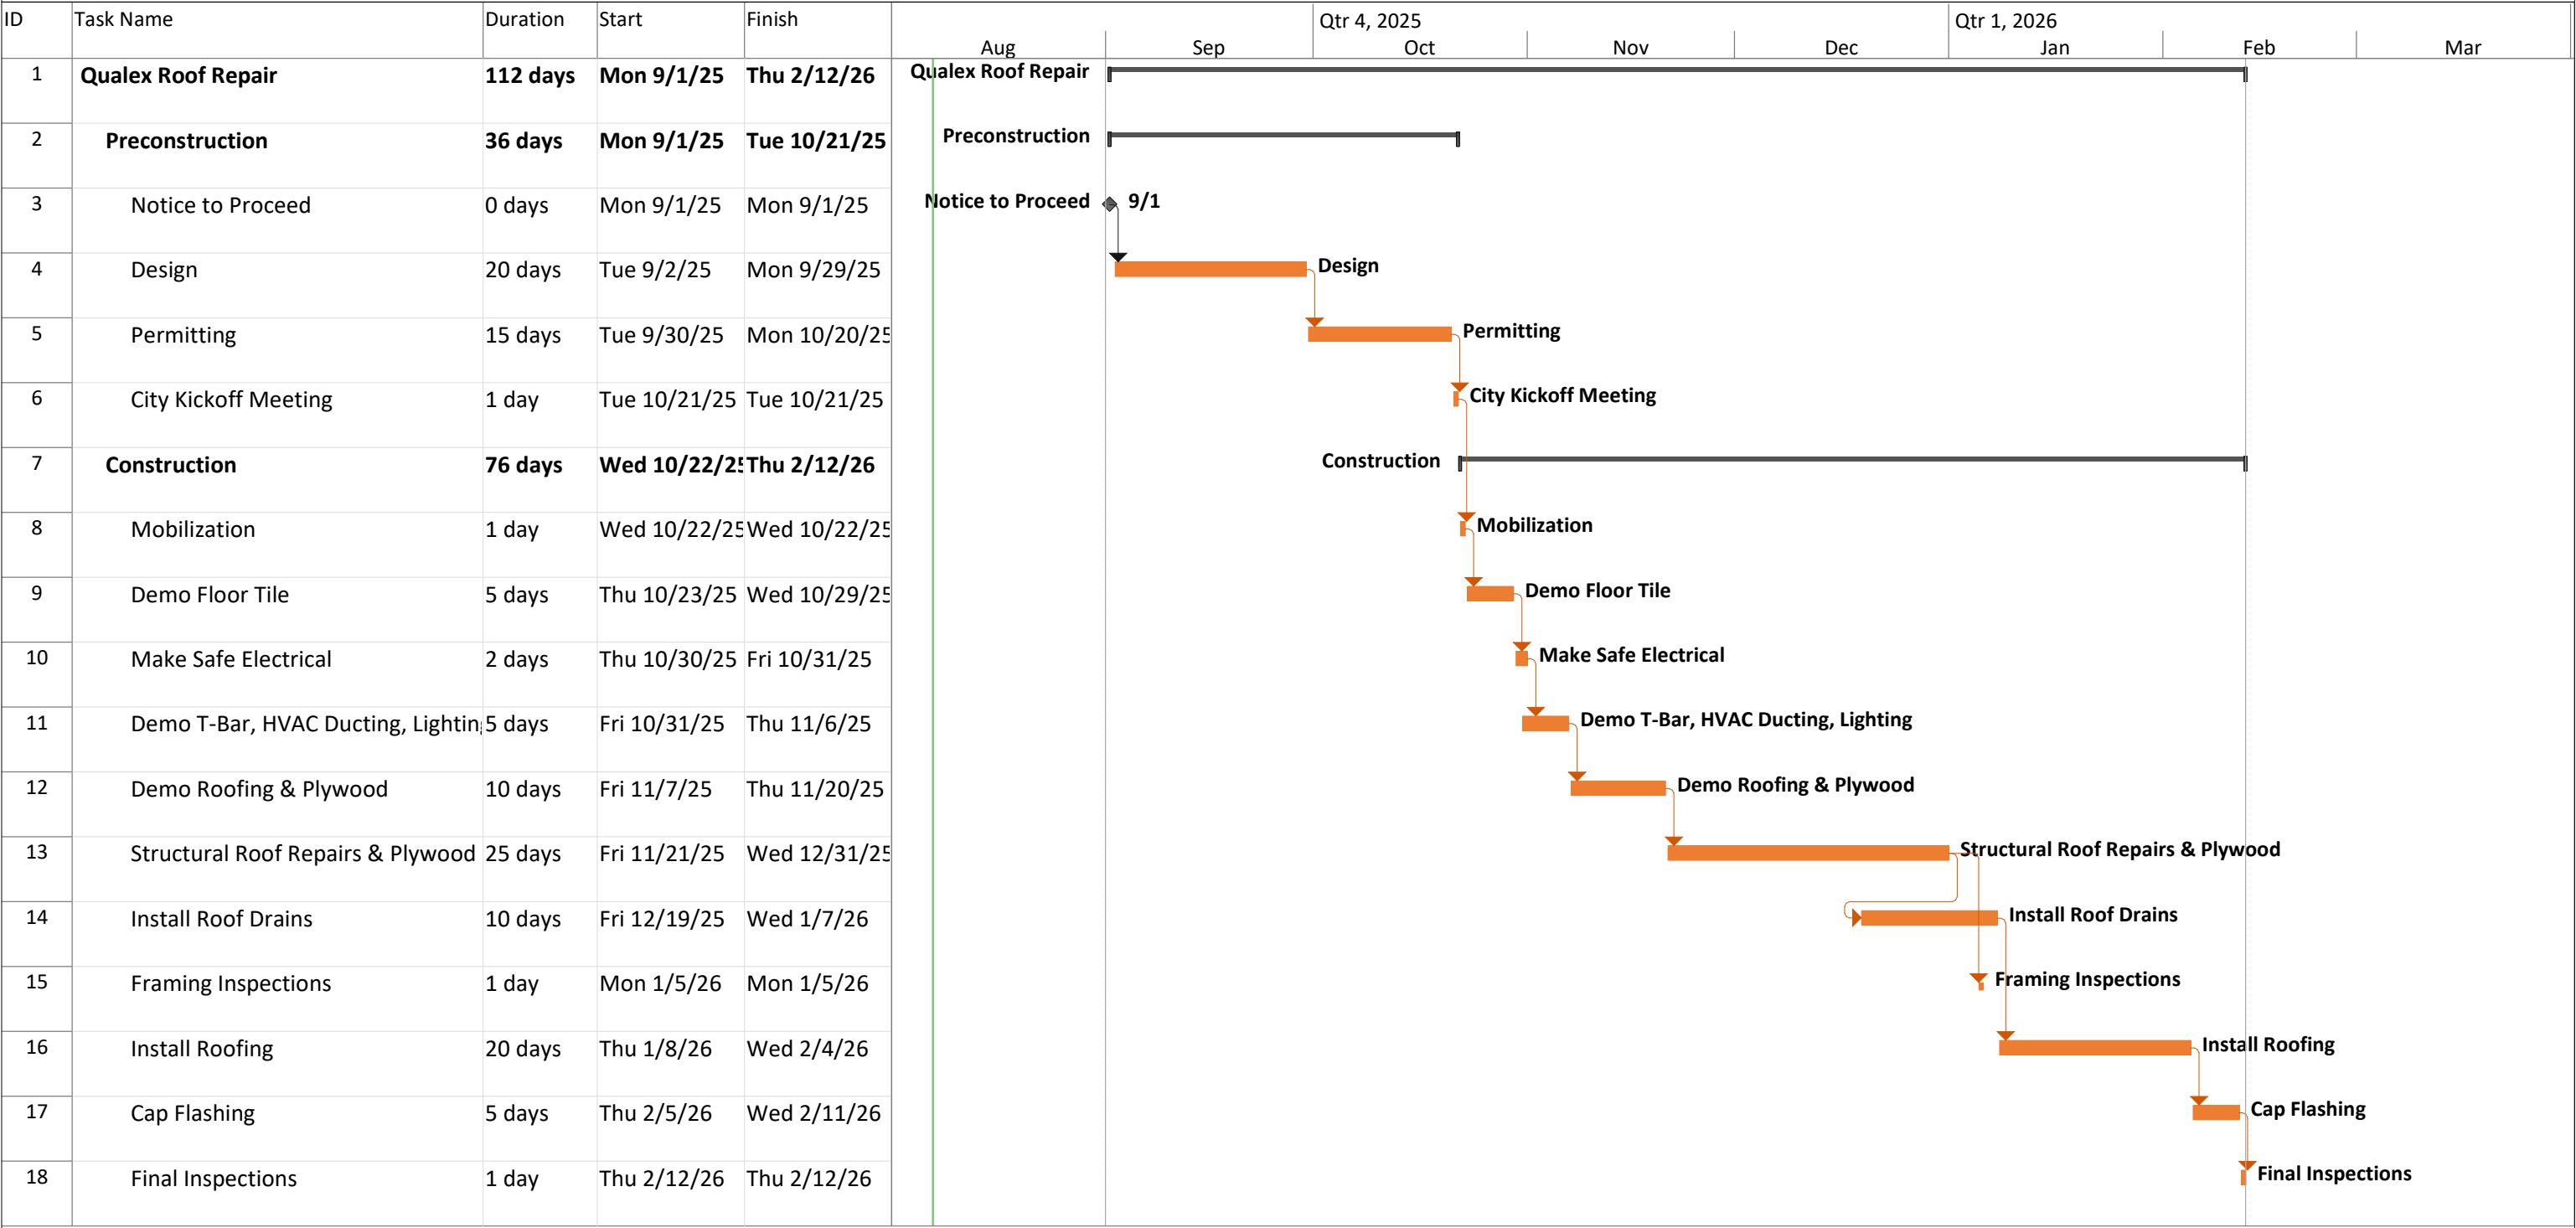 ID Task Name Duration Start Finish Qtr 4, 2025 Qtr 1, 2026
Aug Sep Oct Nov Dec Jan Feb Mar
1 Qualex Roof Repair 112 days Mon 9/1/25 Thu 2/12/26 Qualex Roof Repair
2 Preconstruction 36 days Mon 9/1/25 Tue 10/21/25 Preconstruction
3 Notice to Proceed 0 days Mon 9/1/25 Mon 9/1/25 Notice to Proceed 9/1
4 Design 20 days Tue 9/2/25 Mon 9/29/25 Design
5 Permitting 15 days Tue 9/30/25 Mon 10/20/25 Permitting
6 City Kickoff Meeting 1 day Tue 10/21/25 Tue 10/21/25 City Kickoff Meeting
7 Construction 76 days Wed 10/22/25 Thu 2/12/26 Construction
8 Mobilization 1 day Wed 10/22/25 Wed 10/22/25 Mobilization
9 Demo Floor Tile 5 days Thu 10/23/25 Wed 10/29/25 Demo Floor Tile
10 Make Safe Electrical 2 days Thu 10/30/25 Fri 10/31/25 Make Safe Electrical
11 Demo T-Bar, HVAC Ducting, Lighting 5 days Fri 10/31/25 Thu 11/6/25 Demo T-Bar, HVAC Ducting, Lighting
12 Demo Roofing & Plywood 10 days Fri 11/7/25 Thu 11/20/25 Demo Roofing & Plywood
13 Structural Roof Repairs & Plywood 25 days Fri 11/21/25 Wed 12/31/25 Structural Roof Repairs & Plywood
14 Install Roof Drains 10 days Fri 12/19/25 Wed 1/7/26 Install Roof Drains
15 Framing Inspections 1 day Mon 1/5/26 Mon 1/5/26 Framing Inspections
16 Install Roofing 20 days Thu 1/8/26 Wed 2/4/26 Install Roofing
17 Cap Flashing 5 days Thu 2/5/26 Wed 2/11/26 Cap Flashing
18 Final Inspections 1 day Thu 2/12/26 Thu 2/12/26 Final Inspections